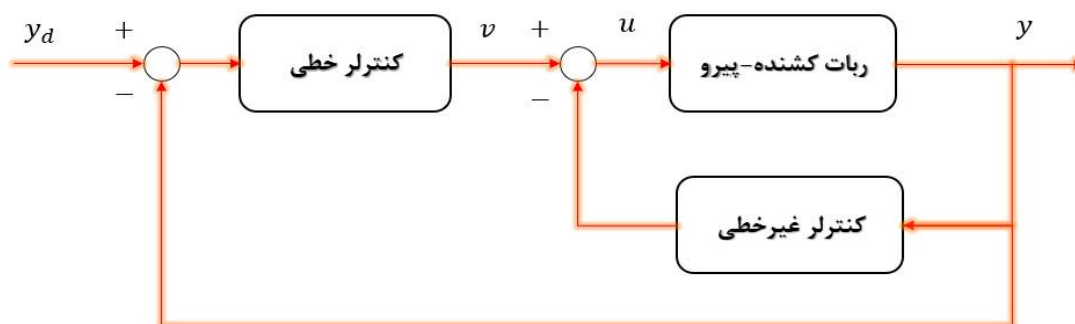 y_d
+
−
کنترلر خطی
v
+
−
u
ربات کشنده-پیرو
y
کنترلر غیرخطی